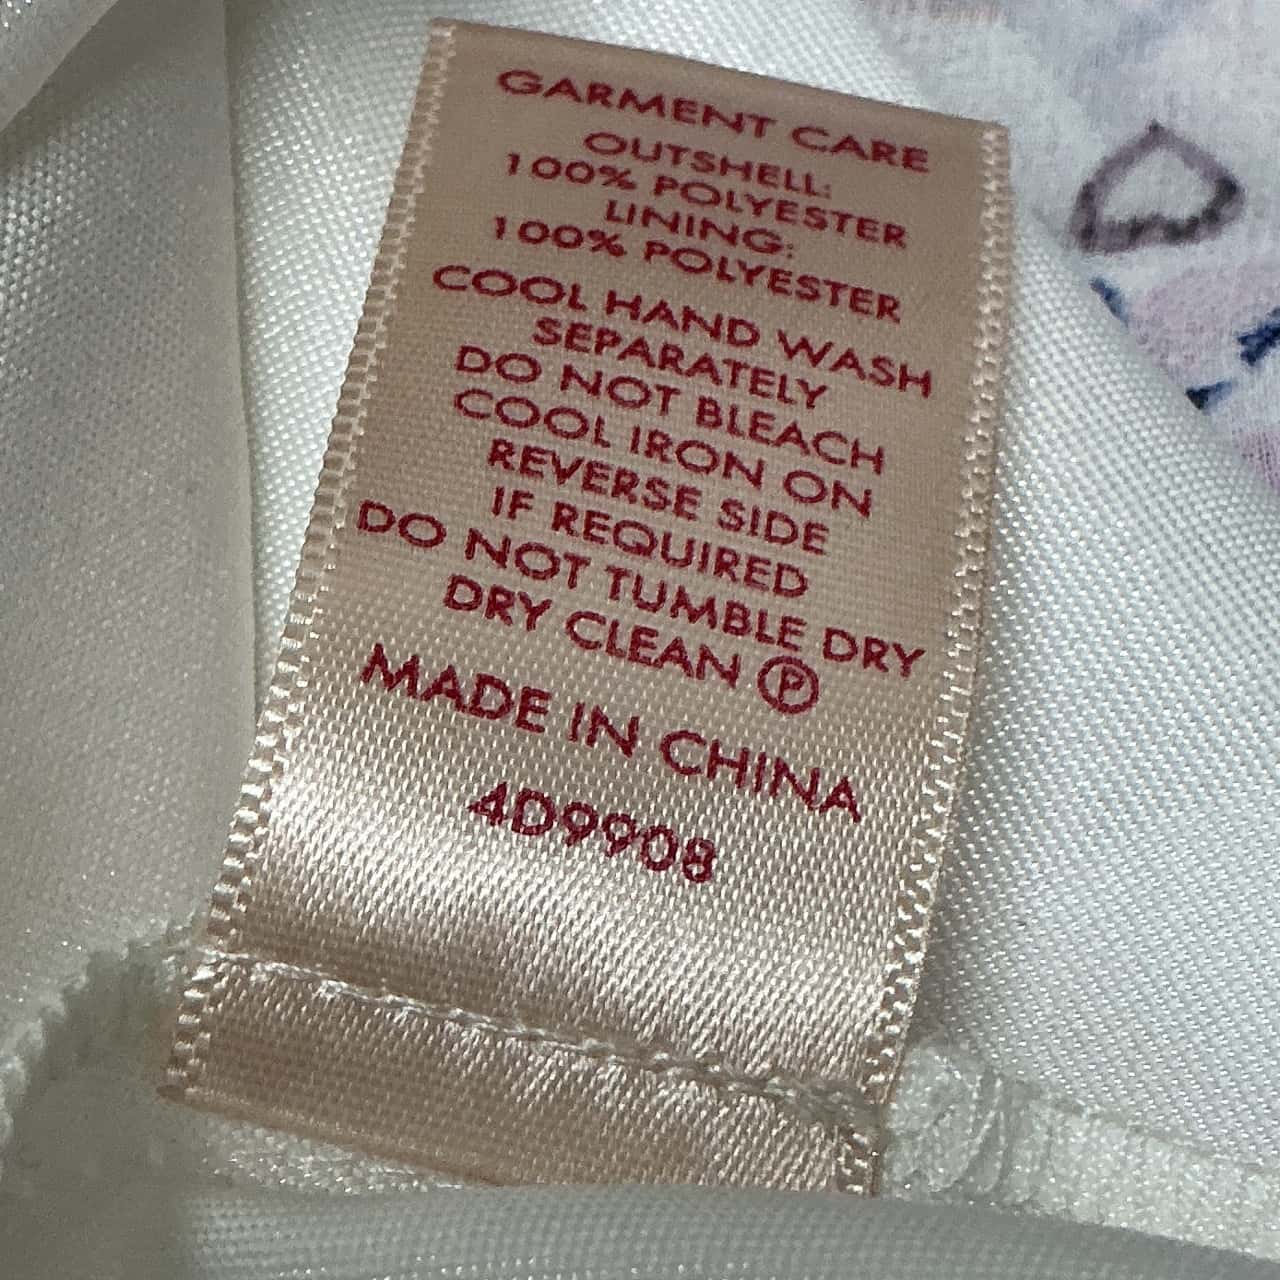 GARMENT CARE
OUTSHELL:
100% POLYESTER
LINING:
100% POLYESTER
COOL HAND WASH
SEPARATELY
DO NOT BLEACH
COOL IRON ON
REVERSE SIDE
IF REQUIRED
DO NOT TUMBLE DRY
DRY CLEAN Ⓟ
MADE IN CHINA
4D9908